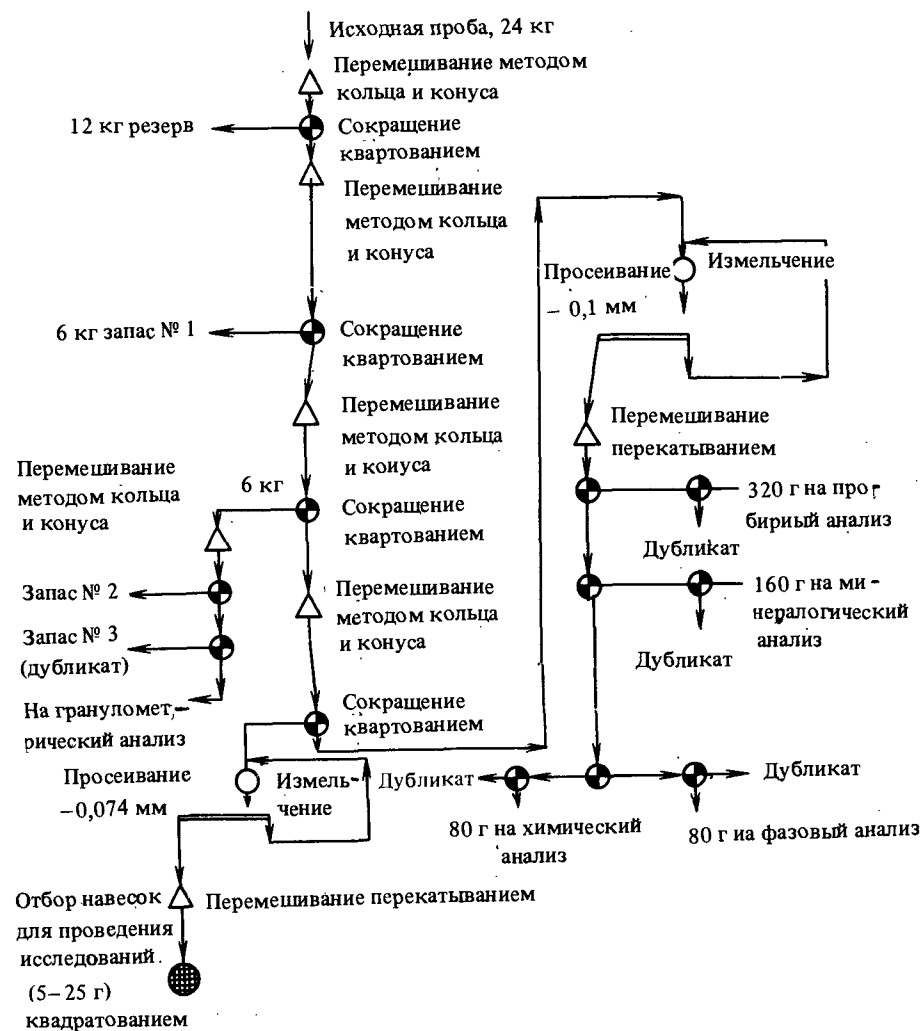 Исходная проба, 24 кг
Перемешивание методом
кольца и конуса
12 кг резерв
Сокращение
квартованием
Перемешивание
методом кольца
и конуса
6 кг запас № 1
Сокращение
квартованием
Перемешивание
методом кольца
и коиуса
Перемешивание
методом кольца
и конуса
6 кг
Сокращение
квартованием
Запас № 2
Запас № 3
(дубликат)
На грануломет-
рический анализ
Перемешивание
методом кольца
и конуса
Сокращение
квартованием
Просеивание
−0,074 мм
Измель-
чение
Отбор навесок
для проведения
исследований
(5−25 г)
квадратованием
Перемешивание перекатыванием
Просеивание
− 0,1 мм
Измельчение
Перемешивание
перекатыванием
320 г на про-
бириый анализ
Дубликат
160 г на ми-
нералогический
анализ
Дубликат
Дубликат
80 г на химический
анализ
Дубликат
80 г иа фазовый анализ